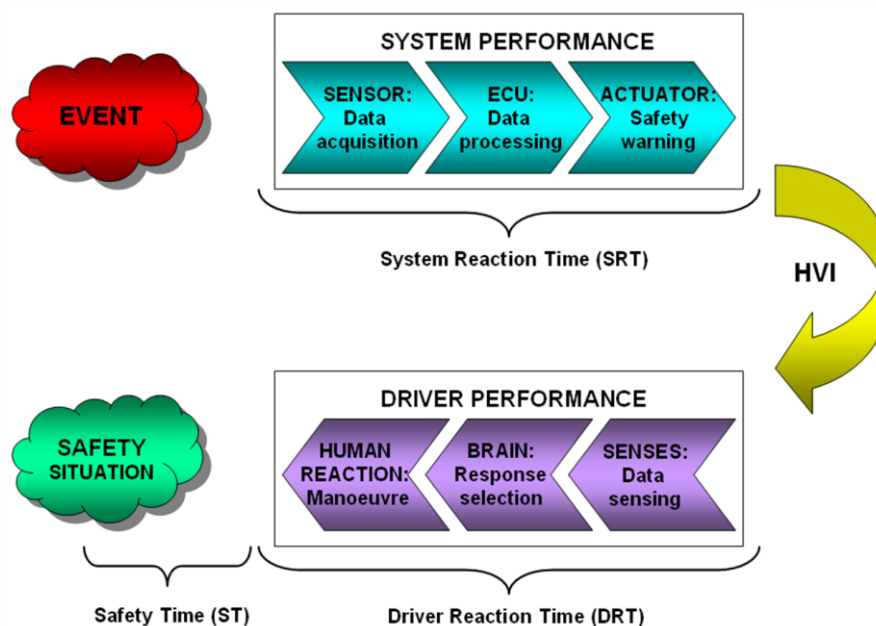 SYSTEM PERFORMANCE
EVENT
SENSOR:
Data
acquisition
ECU:
Data
processing
ACTUATOR:
Safety
warning
System Reaction Time (SRT)
HVI
DRIVER PERFORMANCE
SAFETY
SITUATION
HUMAN
REACTION:
Manoeuvre
BRAIN:
Response
selection
SENSES:
Data
sensing
Safety Time (ST)
Driver Reaction Time (DRT)